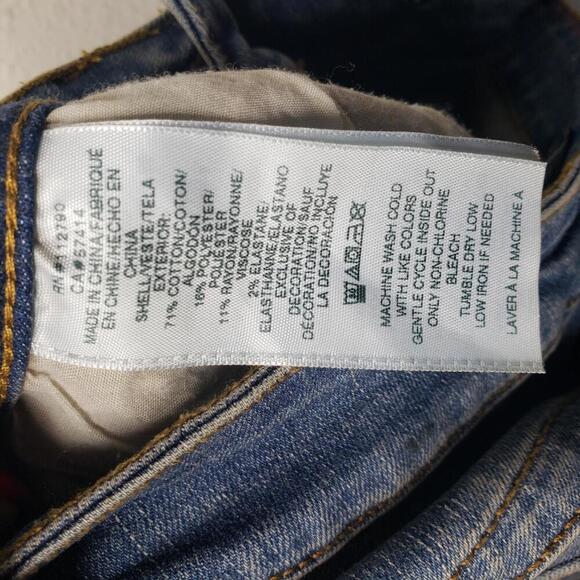 RN# 112790
CA# 57414
MADE IN CHINA/FABRIQUÉ
EN CHINE/HECHO EN
CHINA
SHELL/VESTE/TELA
EXTERIOR:
71% COTTON/COTON/
ALGODÓN
16% POLYESTER/
POLIÉSTER
11% RAYON/RAYONNE/
VISCOSE
2% ELASTANE/
ELASTHANNE/ELASTANO
EXCLUSIVE OF
DECORATION/SAUF
DÉCORATION/NO INCLUYE
LA DECORACIÓN
MACHINE WASH COLD
WITH LIKE COLORS
GENTLE CYCLE INSIDE OUT
ONLY NON-CHLORINE
BLEACH
TUMBLE DRY LOW
LOW IRON IF NEEDED
LAVER À LA MACHINE À